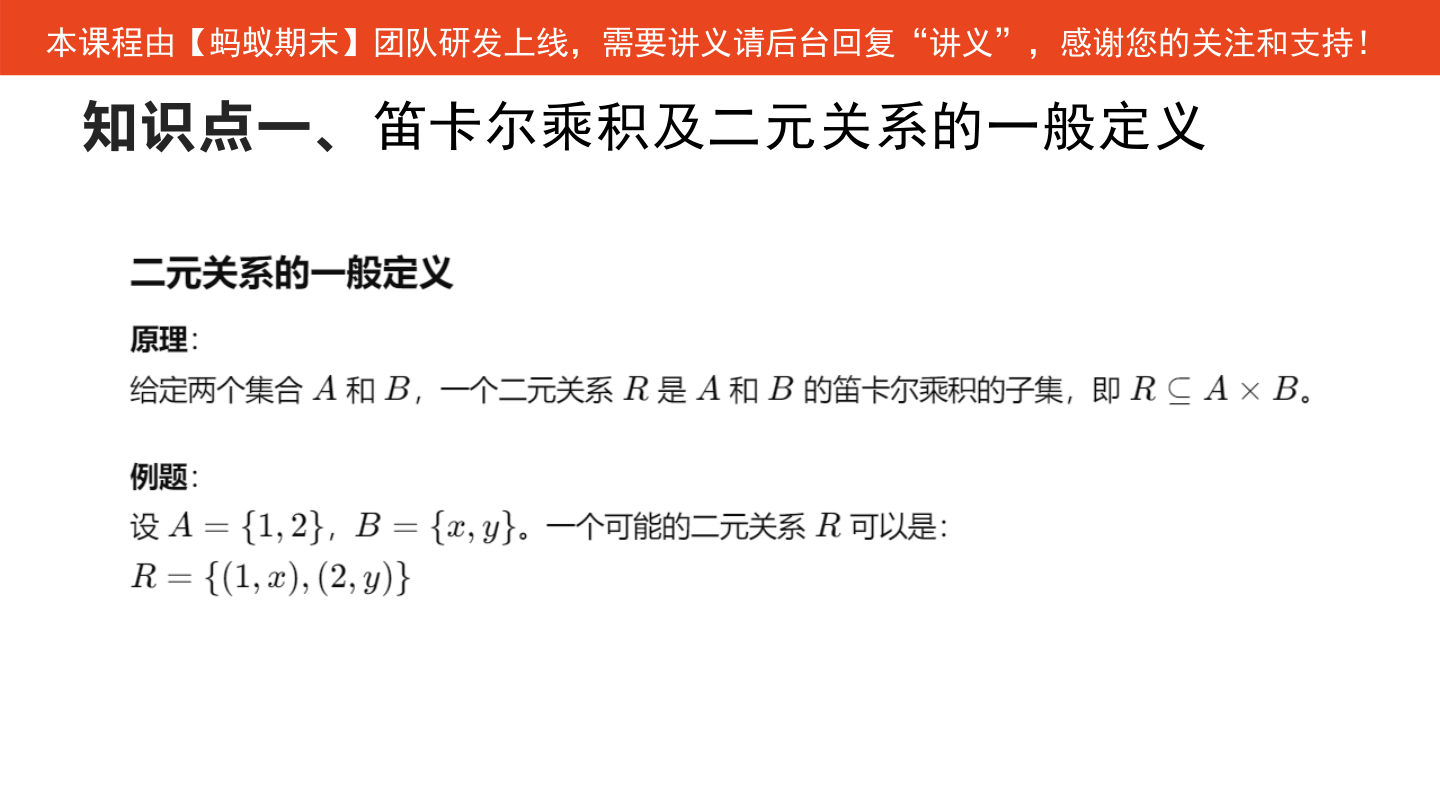 本课程由【蚂蚁期末】团队研发上线，需要讲义请后台回复“讲义”，感谢您的关注和支持！
知识点一、笛卡尔乘积及二元关系的一般定义
二元关系的一般定义
原理：
给定两个集合 A 和 B，一个二元关系 R 是 A 和 B 的笛卡尔乘积的子集，即 R ⊆ A × B。
例题：
设 A = {1, 2}，B = {x, y}。一个可能的二元关系 R 可以是：
R = {(1, x), (2, y)}